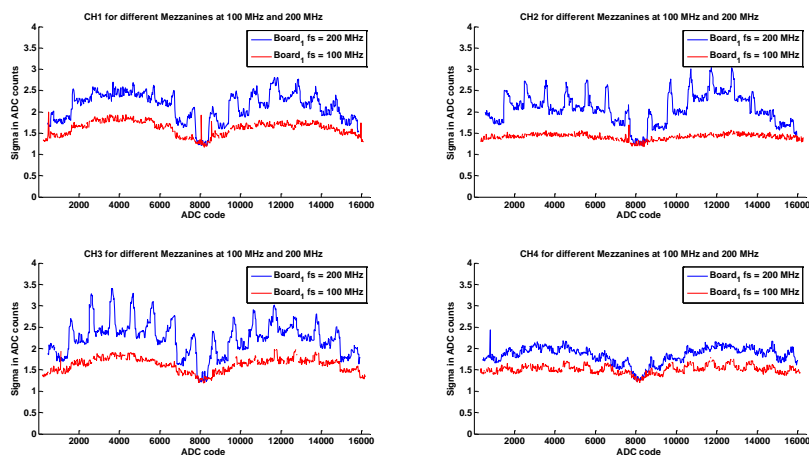 CH1 for different Mezzanines at 100 MHz and 200 MHz
4
3.5
3
2.5
2
1.5
1
0.5
0
Sigma in ADC counts
Board1 fs = 200 MHz
Board1 fs = 100 MHz
2000 4000 6000 8000 10000 12000 14000 16000
ADC code
CH2 for different Mezzanines at 100 MHz and 200 MHz
4
3.5
3
2.5
2
1.5
1
0.5
0
Sigma in ADC counts
Board1 fs = 200 MHz
Board1 fs = 100 MHz
2000 4000 6000 8000 10000 12000 14000 16000
ADC code
CH3 for different Mezzanines at 100 MHz and 200 MHz
4
3.5
3
2.5
2
1.5
1
0.5
0
Sigma in ADC counts
Board1 fs = 200 MHz
Board1 fs = 100 MHz
2000 4000 6000 8000 10000 12000 14000 16000
ADC code
CH4 for different Mezzanines at 100 MHz and 200 MHz
4
3.5
3
2.5
2
1.5
1
0.5
0
Sigma in ADC counts
Board1 fs = 200 MHz
Board1 fs = 100 MHz
2000 4000 6000 8000 10000 12000 14000 16000
ADC code